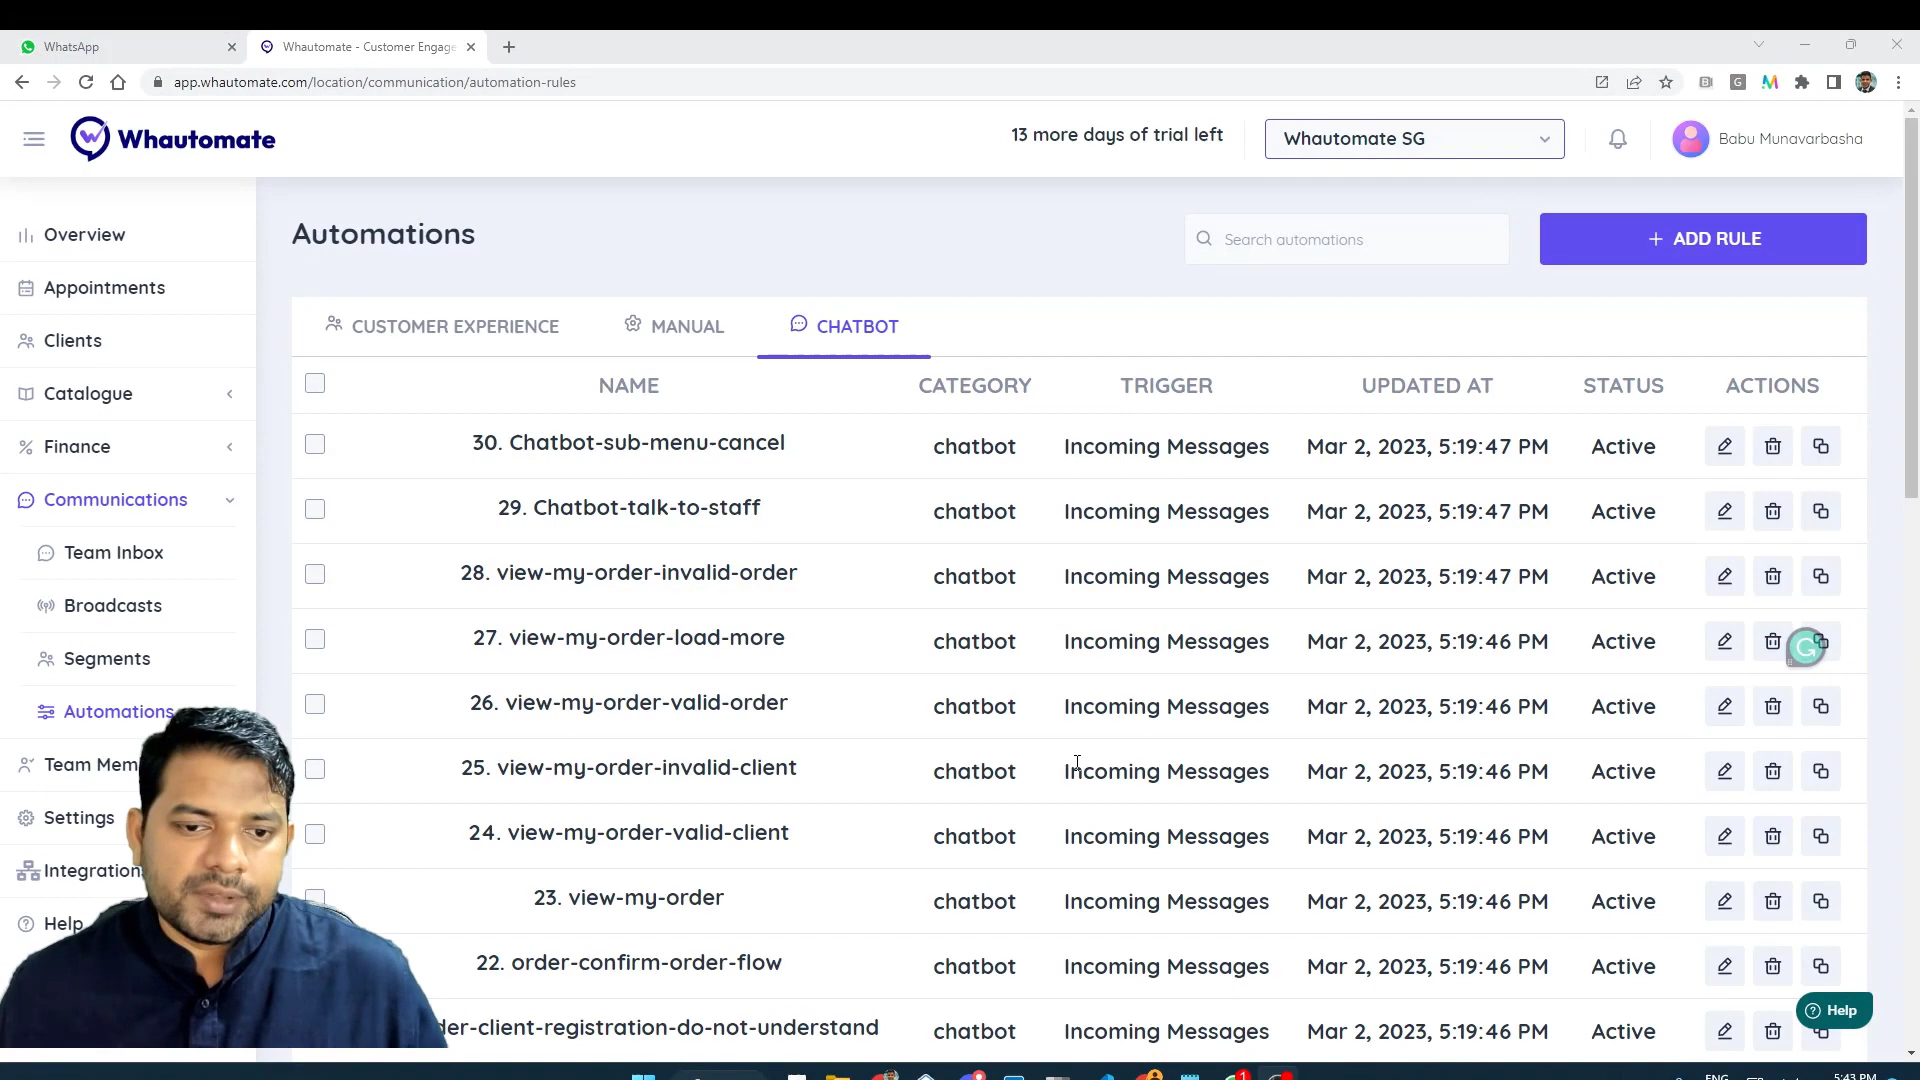 WhatsApp
Whautomate - Customer Engage
app.whautomate.com/location/communication/automation-rules
Whautomate
13 more days of trial left
Whautomate SG
Babu Munavarbasha
Overview
Appointments
Clients
Catalogue
Finance
Communications
Team Inbox
Broadcasts
Segments
Automations
Team Mem
Settings
Integration
Help
Automations
Search automations
+ ADD RULE
CUSTOMER EXPERIENCE MANUAL CHATBOT
NAME CATEGORY TRIGGER UPDATED AT STATUS ACTIONS
30. Chatbot-sub-menu-cancel chatbot Incoming Messages Mar 2, 2023, 5:19:47 PM Active
29. Chatbot-talk-to-staff chatbot Incoming Messages Mar 2, 2023, 5:19:47 PM Active
28. view-my-order-invalid-order chatbot Incoming Messages Mar 2, 2023, 5:19:47 PM Active
27. view-my-order-load-more chatbot Incoming Messages Mar 2, 2023, 5:19:46 PM Active
26. view-my-order-valid-order chatbot Incoming Messages Mar 2, 2023, 5:19:46 PM Active
25. view-my-order-invalid-client chatbot Incoming Messages Mar 2, 2023, 5:19:46 PM Active
24. view-my-order-valid-client chatbot Incoming Messages Mar 2, 2023, 5:19:46 PM Active
23. view-my-order chatbot Incoming Messages Mar 2, 2023, 5:19:46 PM Active
22. order-confirm-order-flow chatbot Incoming Messages Mar 2, 2023, 5:19:46 PM Active
der-client-registration-do-not-understand chatbot Incoming Messages Mar 2, 2023, 5:19:46 PM Active
Help
ENG
5:43 PM